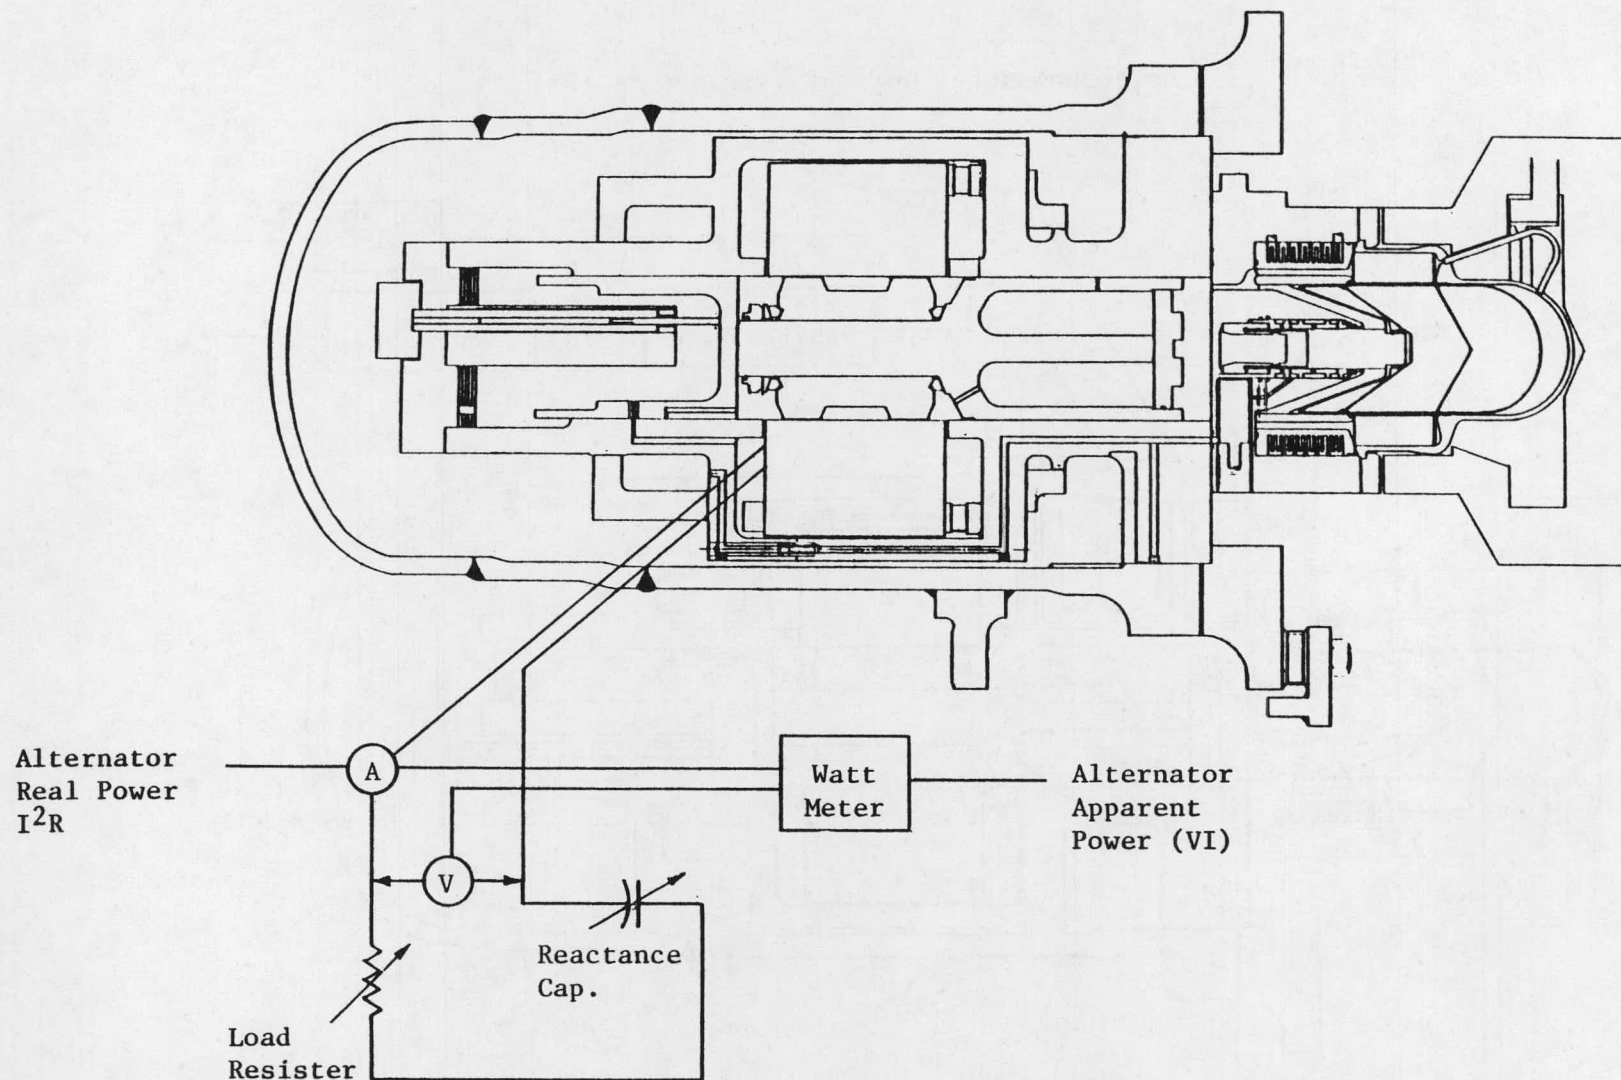 Alternator
Real Power
I²R
A
Watt
Meter
Alternator
Apparent
Power (VI)
V
Reactance
Cap.
Load
Resister